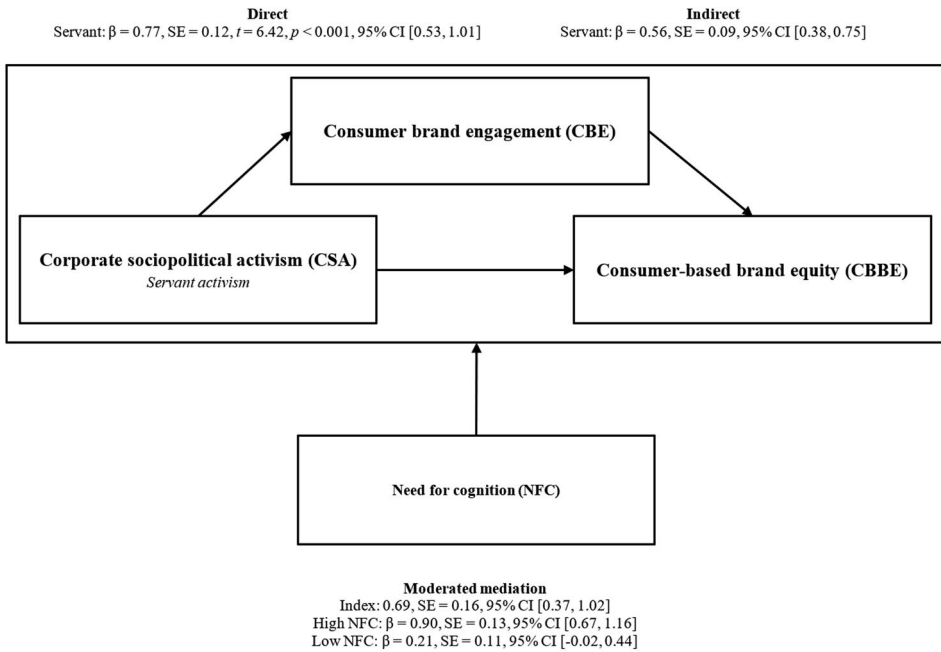 Direct
Servant: β = 0.77, SE = 0.12, t = 6.42, p < 0.001, 95% CI [0.53, 1.01]
Indirect
Servant: β = 0.56, SE = 0.09, 95% CI [0.38, 0.75]
Consumer brand engagement (CBE)
Corporate sociopolitical activism (CSA)
Servant activism
Consumer-based brand equity (CBBE)
Need for cognition (NFC)
Moderated mediation
Index: 0.69, SE = 0.16, 95% CI [0.37, 1.02]
High NFC: β = 0.90, SE = 0.13, 95% CI [0.67, 1.16]
Low NFC: β = 0.21, SE = 0.11, 95% CI [-0.02, 0.44]